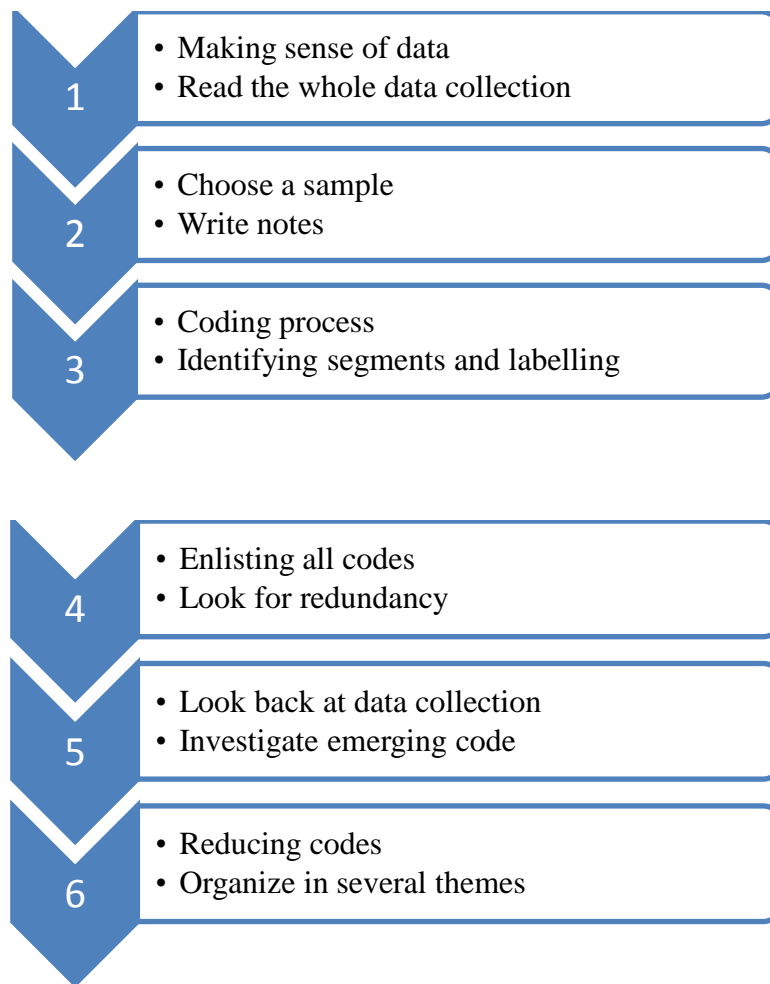 1
• Making sense of data
• Read the whole data collection
2
• Choose a sample
• Write notes
3
• Coding process
• Identifying segments and labelling
4
• Enlisting all codes
• Look for redundancy
5
• Look back at data collection
• Investigate emerging code
6
• Reducing codes
• Organize in several themes